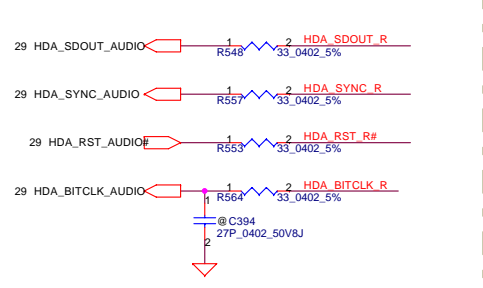 29 HDA_SDOUT_AUDIO 1 2 HDA_SDOUT_R
R548 33_0402_5%
29 HDA_SYNC_AUDIO 1 2 HDA_SYNC_R
R557 33_0402_5%
29 HDA_RST_AUDIO# 1 2 HDA_RST_R#
R553 33_0402_5%
29 HDA_BITCLK_AUDIO 1 2 HDA_BITCLK_R
R564 33_0402_5%
1
@C394
27P_0402_50V8J
2